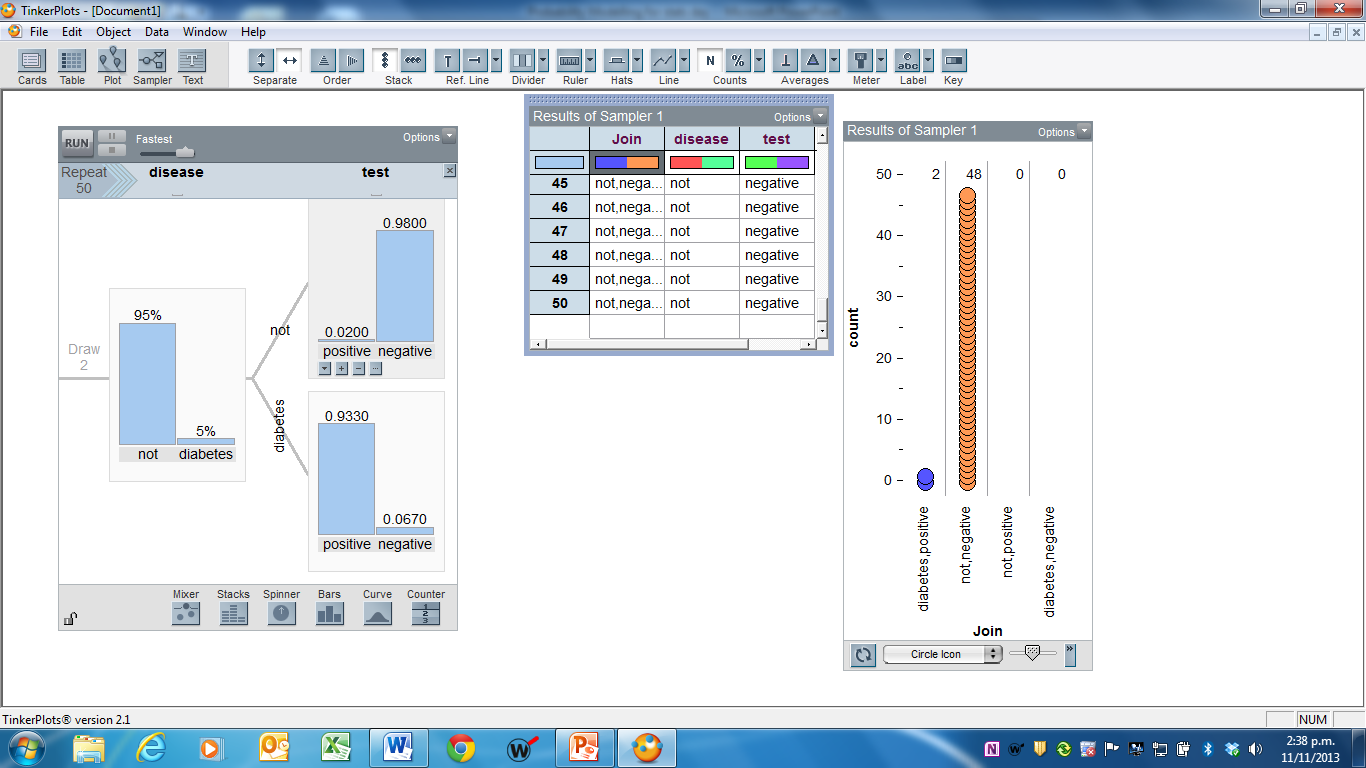 TinkerPlots - [Document1]
File Edit Object Data Window Help
Cards Table Plot Sampler Text Separate Order Stack Ref. Line Divider Ruler Hats Line Counts Averages Meter Label Key
N %
abc
RUN Fastest Options
Repeat 50
disease test
Draw 2
95%
5%
not diabetes
not
diabetes
0.9800
0.0200
positive negative
0.9330
0.0670
positive negative
Mixer Stacks Spinner Bars Curve Counter
1
2
3
Results of Sampler 1 Options
Join disease test
45 not,nega... not negative
46 not,nega... not negative
47 not,nega... not negative
48 not,nega... not negative
49 not,nega... not negative
50 not,nega... not negative
Results of Sampler 1 Options
50 2 48 0 0
40
30
20
10
0
count
diabetes,positive
not,negative
not,positive
diabetes,negative
Join
Circle Icon
TinkerPlots® version 2.1 NUM
2:38 p.m.
11/11/2013